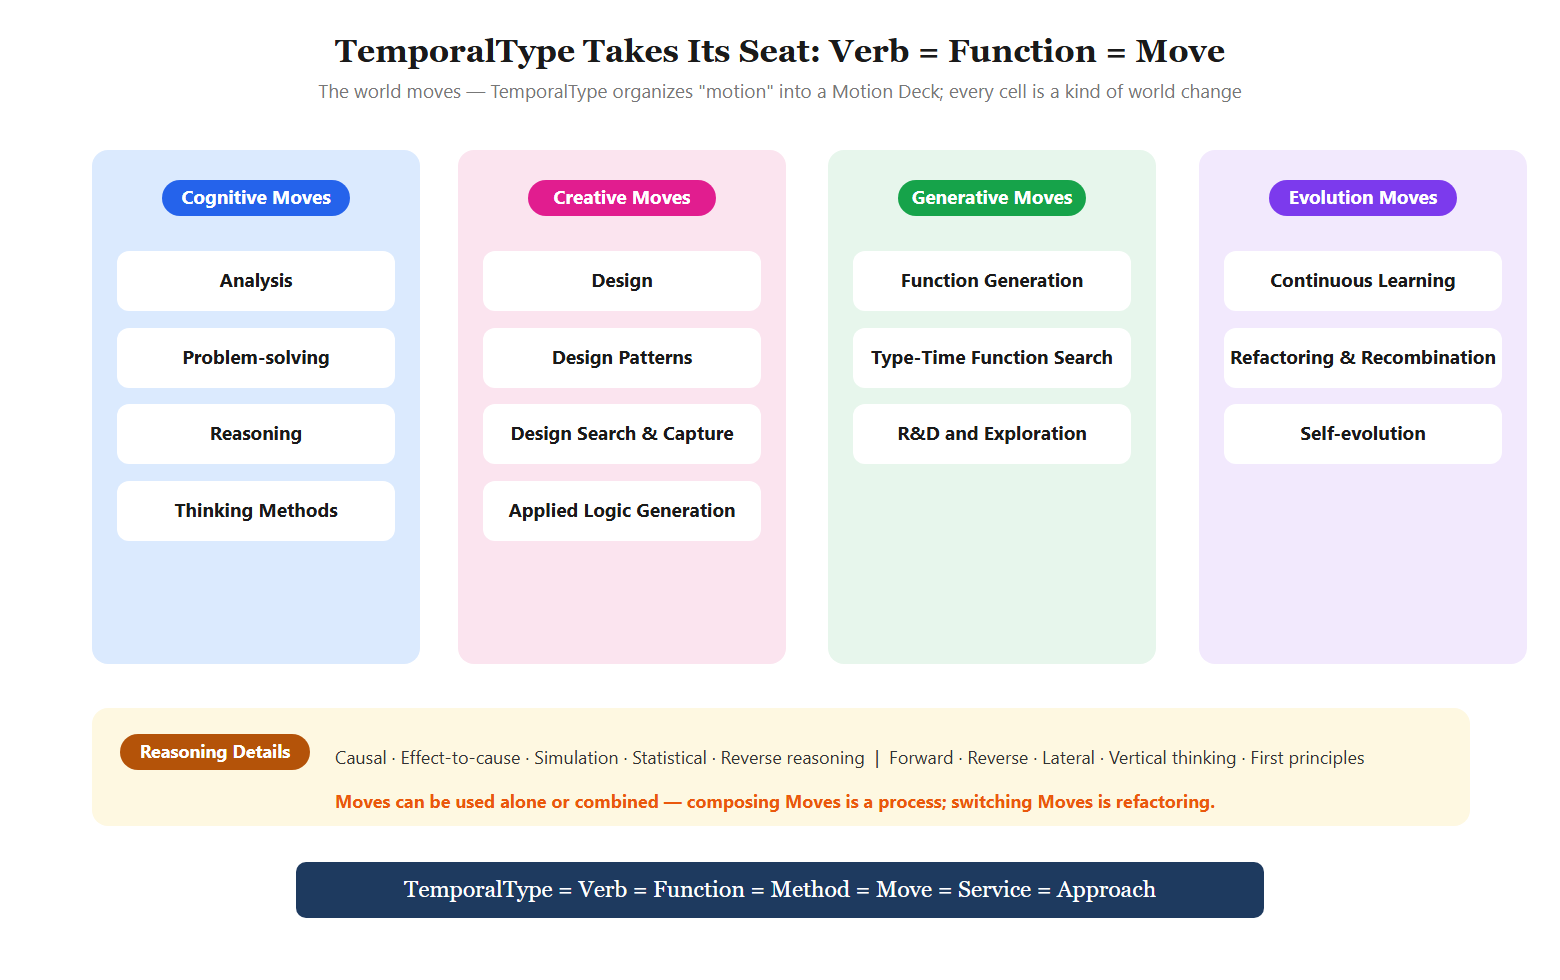 TemporalType Takes Its Seat: Verb = Function = Move
The world moves — TemporalType organizes "motion" into a Motion Deck; every cell is a kind of world change
Cognitive Moves
Analysis
Problem-solving
Reasoning
Thinking Methods
Creative Moves
Design
Design Patterns
Design Search & Capture
Applied Logic Generation
Generative Moves
Function Generation
Type-Time Function Search
R&D and Exploration
Evolution Moves
Continuous Learning
Refactoring & Recombination
Self-evolution
Reasoning Details
Causal · Effect-to-cause · Simulation · Statistical · Reverse reasoning | Forward · Reverse · Lateral · Vertical thinking · First principles
Moves can be used alone or combined — composing Moves is a process; switching Moves is refactoring.
TemporalType = Verb = Function = Method = Move = Service = Approach